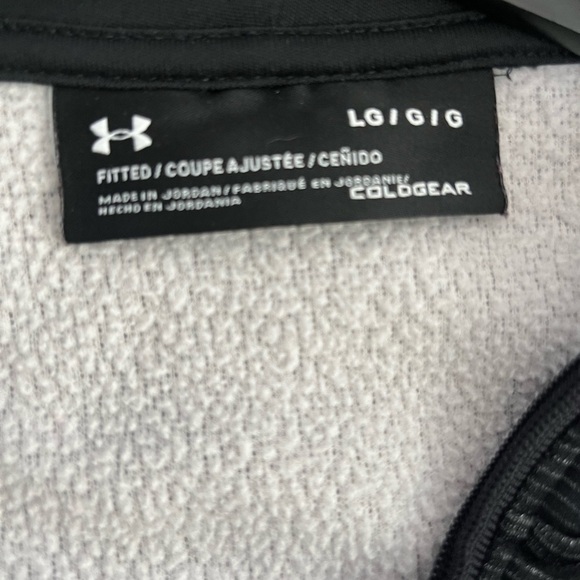 LG/G/G
FITTED/COUPE AJUSTÉE/CEÑIDO
MADE IN JORDAN/FABRIQUÉ EN JORDANIE/
HECHO EN JORDANIA
COLDGEAR